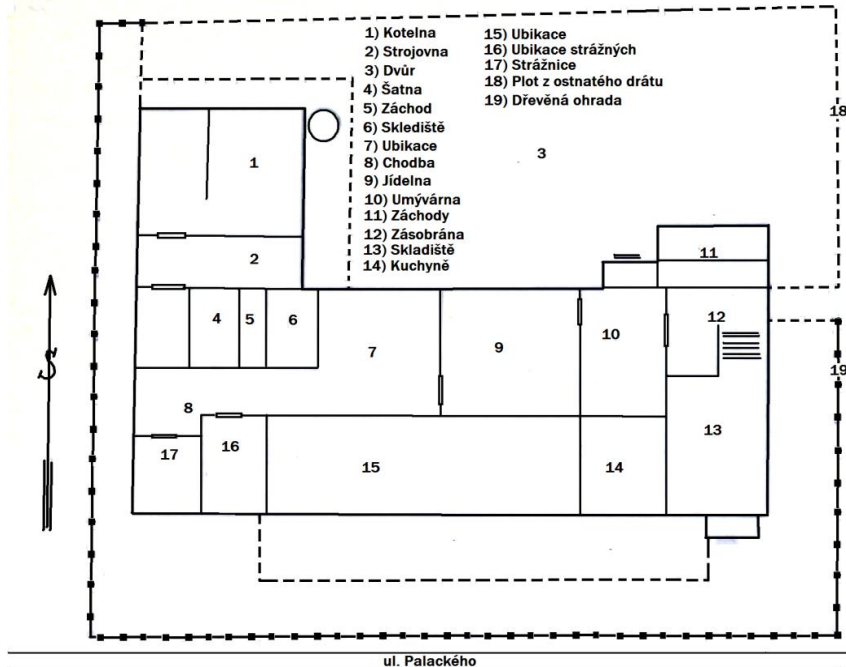 1) Kotelna
2) Strojovna
3) Dvůr
4) Šatna
5) Záchod
6) Sklediště
7) Ubikace
8) Chodba
9) Jídelna
10) Umývárna
11) Záchody
12) Zásobrána
13) Skladiště
14) Kuchyně
15) Ubikace
16) Ubikace strážných
17) Strážnice
18) Plot z ostnatého drátu
19) Dřevěná ohrada
18
1
3
2
11
12
4
5
6
7
9
10
19
8
13
17
16
15
14
S
ul. Palackého